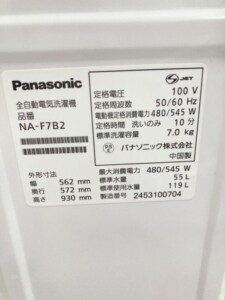 Panasonic
全自動電気洗濯機
品番
NA-F7B2
JET
定格電圧 100 V
定格周波数 50/60 Hz
電動機定格消費電力 480/545 W
定格時間 洗いのみ 10 分
標準洗濯容量 7.0 kg
パナソニック株式会社
中国製
外形寸法
幅 562 mm
奥行 572 mm
高さ 930 mm
最大消費電力 480/545 W
標準水量 55 L
標準使用水量 119 L
製造番号 2453100704